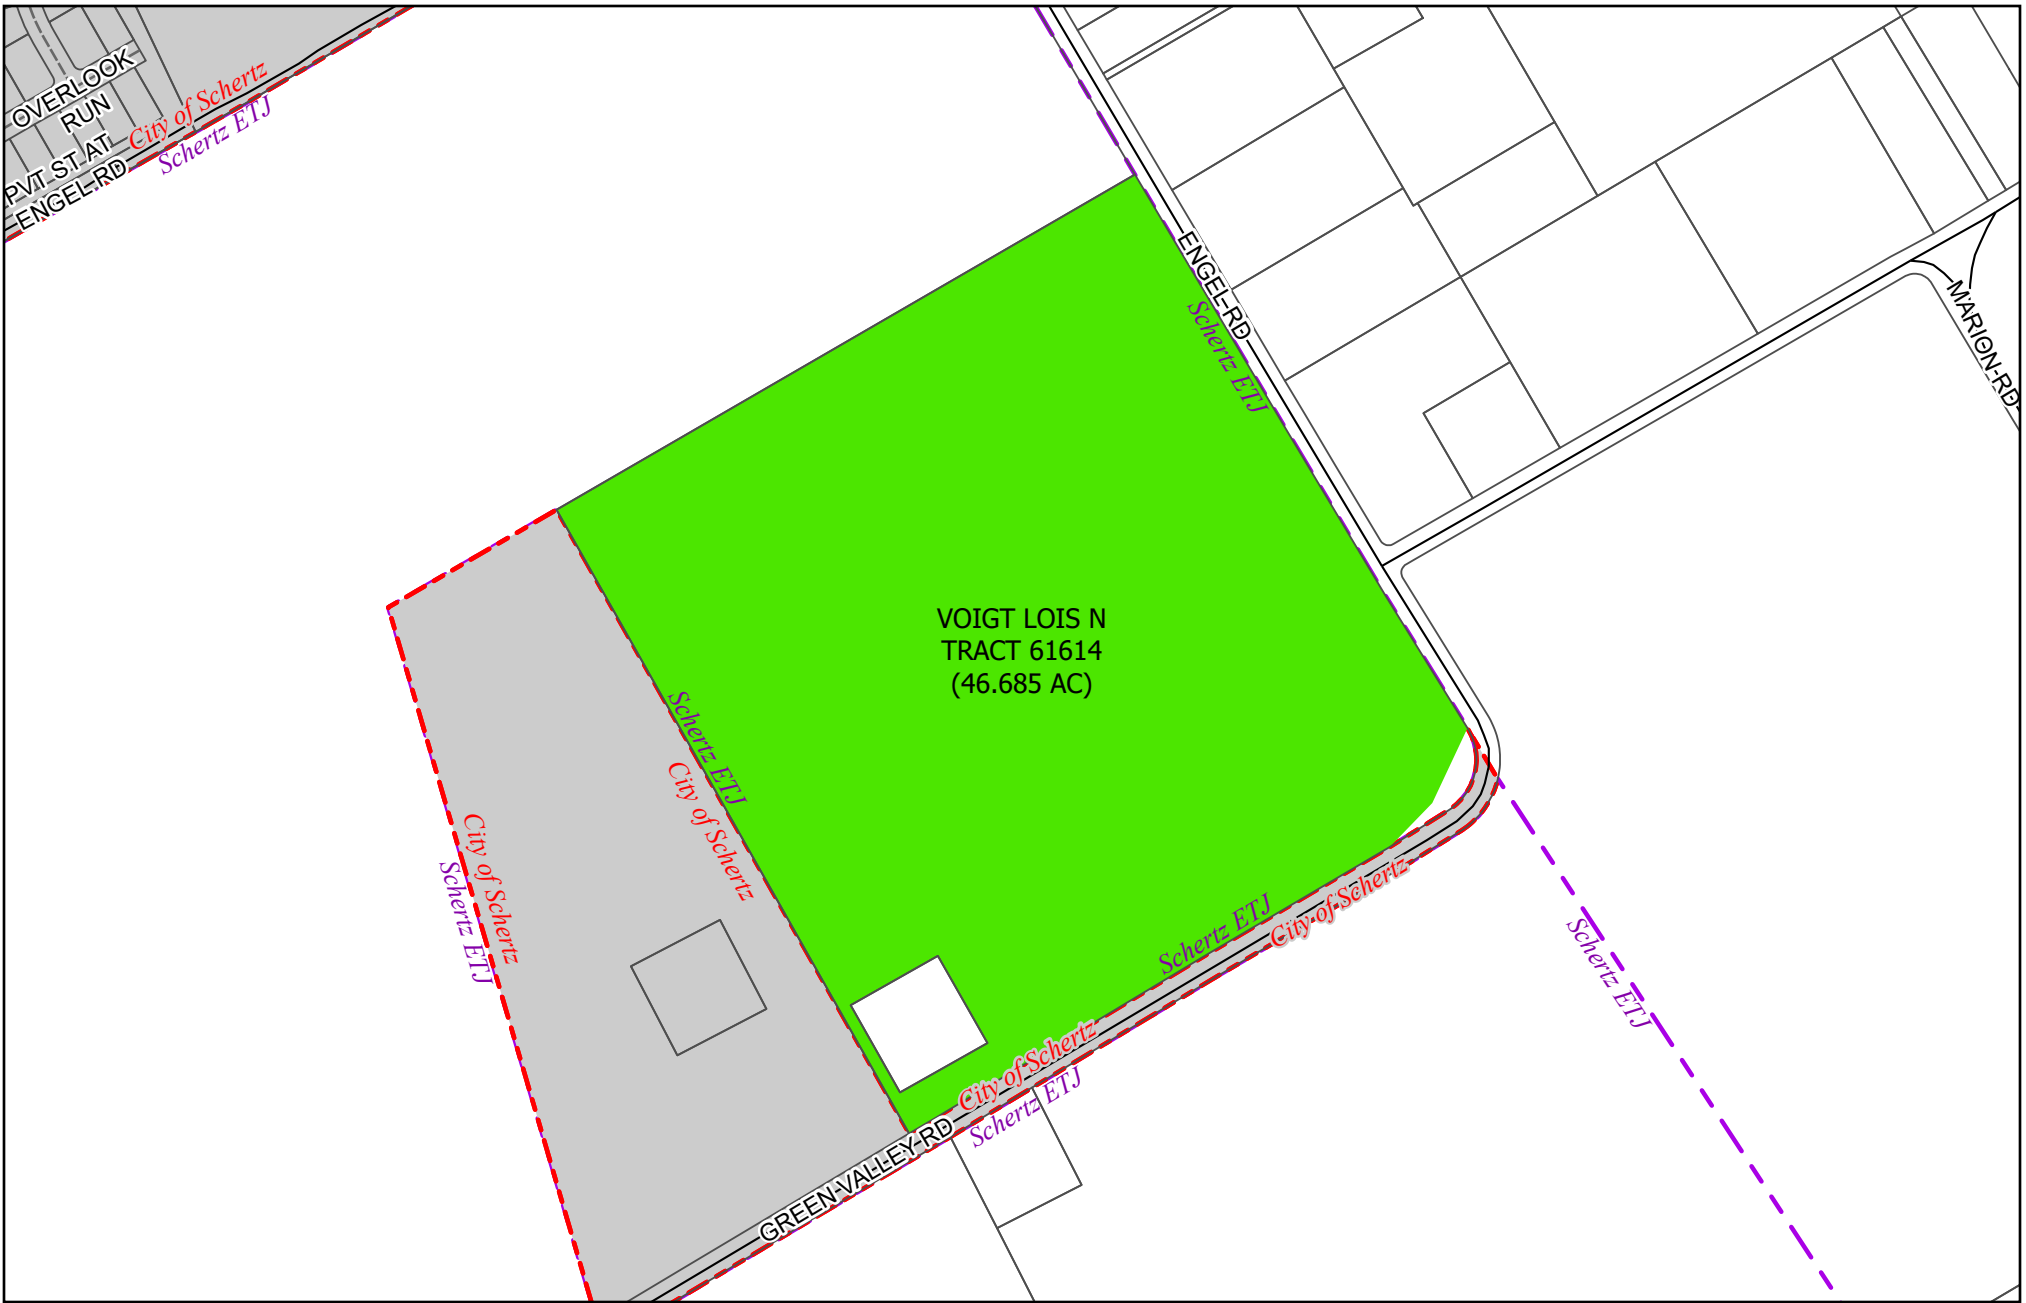 OVERLOOK
RUN
City of Schertz
Schertz ETJ
PVT ST AT
ENGEL RD
ENGEL RD
Schertz ETJ
MARION RD
VOIGT LOIS N
TRACT 61614
(46.685 AC)
Schertz ETJ
City of Schertz
City of Schertz
Schertz ETJ
Schertz ETJ
City of Schertz
Schertz ETJ
City of Schertz
Schertz ETJ
GREEN VALLEY RD